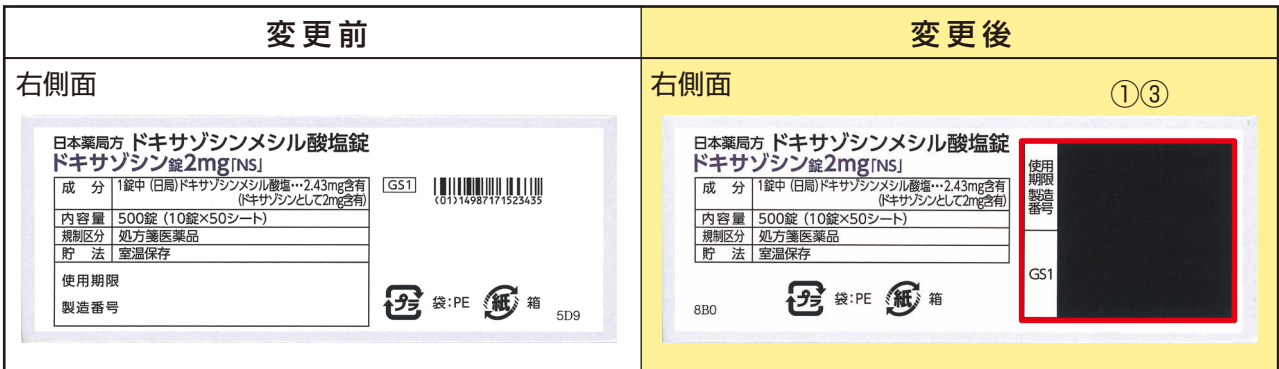 変更前
右側面
日本薬局方 ドキサゾシンメシル酸塩錠
ドキサゾシン錠2mg「NS」
成 分 1錠中（日局）ドキサゾシンメシル酸塩…2.43mg含有
（ドキサゾシンとして2mg含有）
内容量 500錠（10錠×50シート）
規制区分 処方箋医薬品
貯 法 室温保存
使用期限
製造番号
GS1
(01)14987171523435
プラ 袋:PE 紙 箱
5D9
変更後
右側面
①③
日本薬局方 ドキサゾシンメシル酸塩錠
ドキサゾシン錠2mg「NS」
成 分 1錠中（日局）ドキサゾシンメシル酸塩…2.43mg含有
（ドキサゾシンとして2mg含有）
内容量 500錠（10錠×50シート）
規制区分 処方箋医薬品
貯 法 室温保存
8B0
プラ 袋:PE 紙 箱
使用
期限
製造
番号
GS1